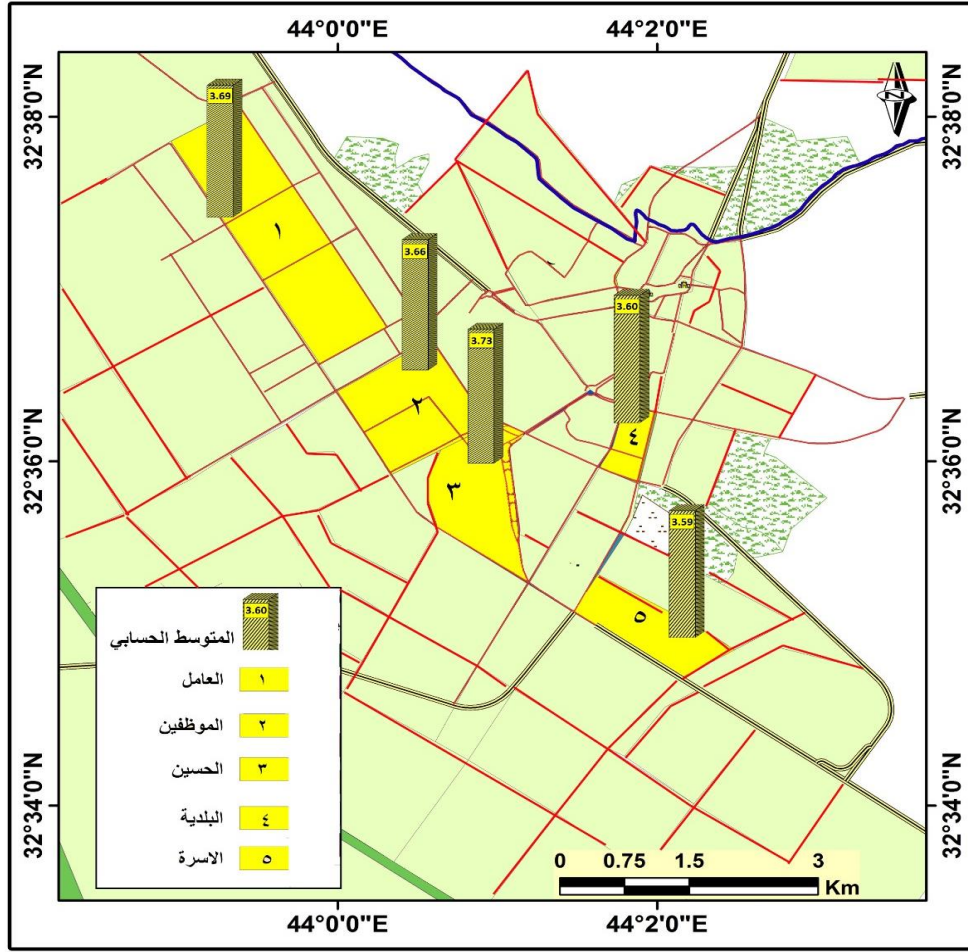 44°0'0"E
44°2'0"E
32°38'0"N
32°38'0"N
3.69
١
3.66
3.60
3.73
٢
٤
32°36'0"N
32°36'0"N
٣
3.59
٥
3.60
المتوسط الحسابي
١ العامل
٢ الموظفين
٣ الحسين
٤ البلدية
٥ الاسرة
32°34'0"N
32°34'0"N
0 0.75 1.5 3
Km
44°0'0"E
44°2'0"E
N